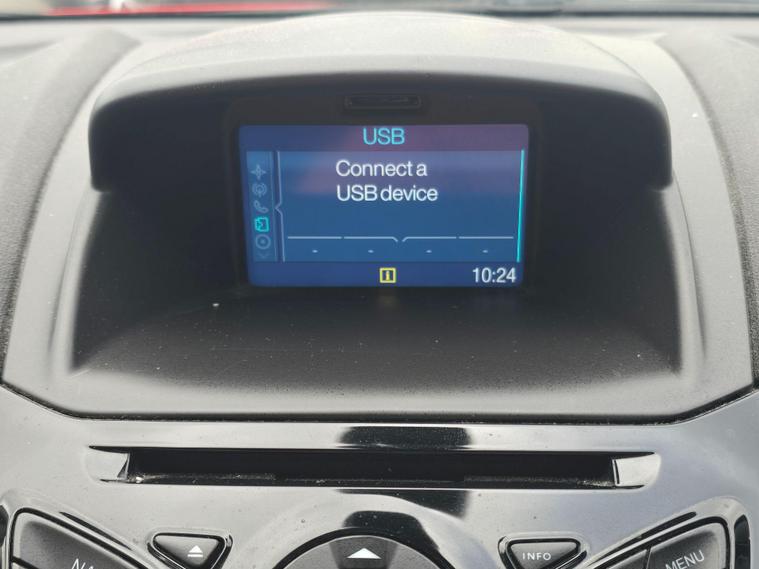 USB
Connect a
USB device
10:24
INFO
MENU